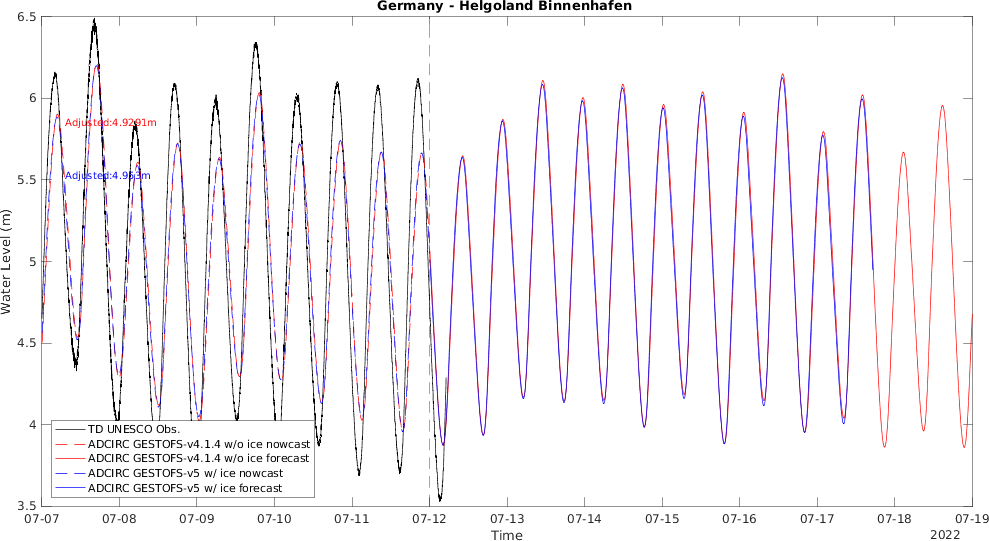 Germany - Helgoland Binnenhafen
Water Level (m)
6.5
6
5.5
5
4.5
4
3.5
Adjusted:4.9291m
Adjusted:4.953m
TD UNESCO Obs.
ADCIRC GESTOFS-v4.1.4 w/o ice nowcast
ADCIRC GESTOFS-v4.1.4 w/o ice forecast
ADCIRC GESTOFS-v5 w/ ice nowcast
ADCIRC GESTOFS-v5 w/ ice forecast
07-07 07-08 07-09 07-10 07-11 07-12 07-13 07-14 07-15 07-16 07-17 07-18 07-19
Time
2022